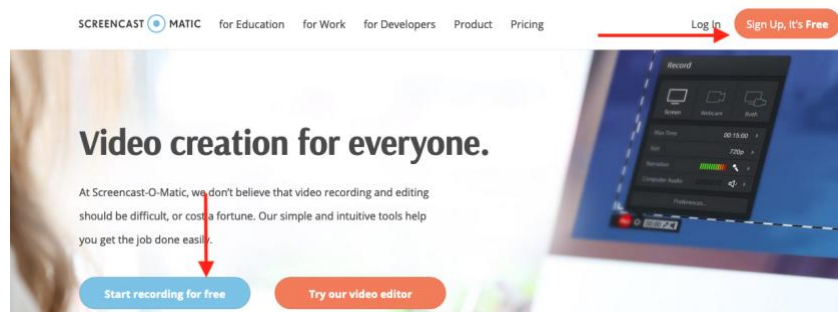 SCREENCAST O MATIC for Education for Work for Developers Product Pricing Log In Sign Up, It's Free
Record
Screen Webcam Both
Max Time 00:15:00
Size 720p
Narration
Computer Audio
Preferences...
Video creation for everyone.
At Screencast-O-Matic, we don't believe that video recording and editing
should be difficult, or cost a fortune. Our simple and intuitive tools help
you get the job done easily.
Start recording for free Try our video editor